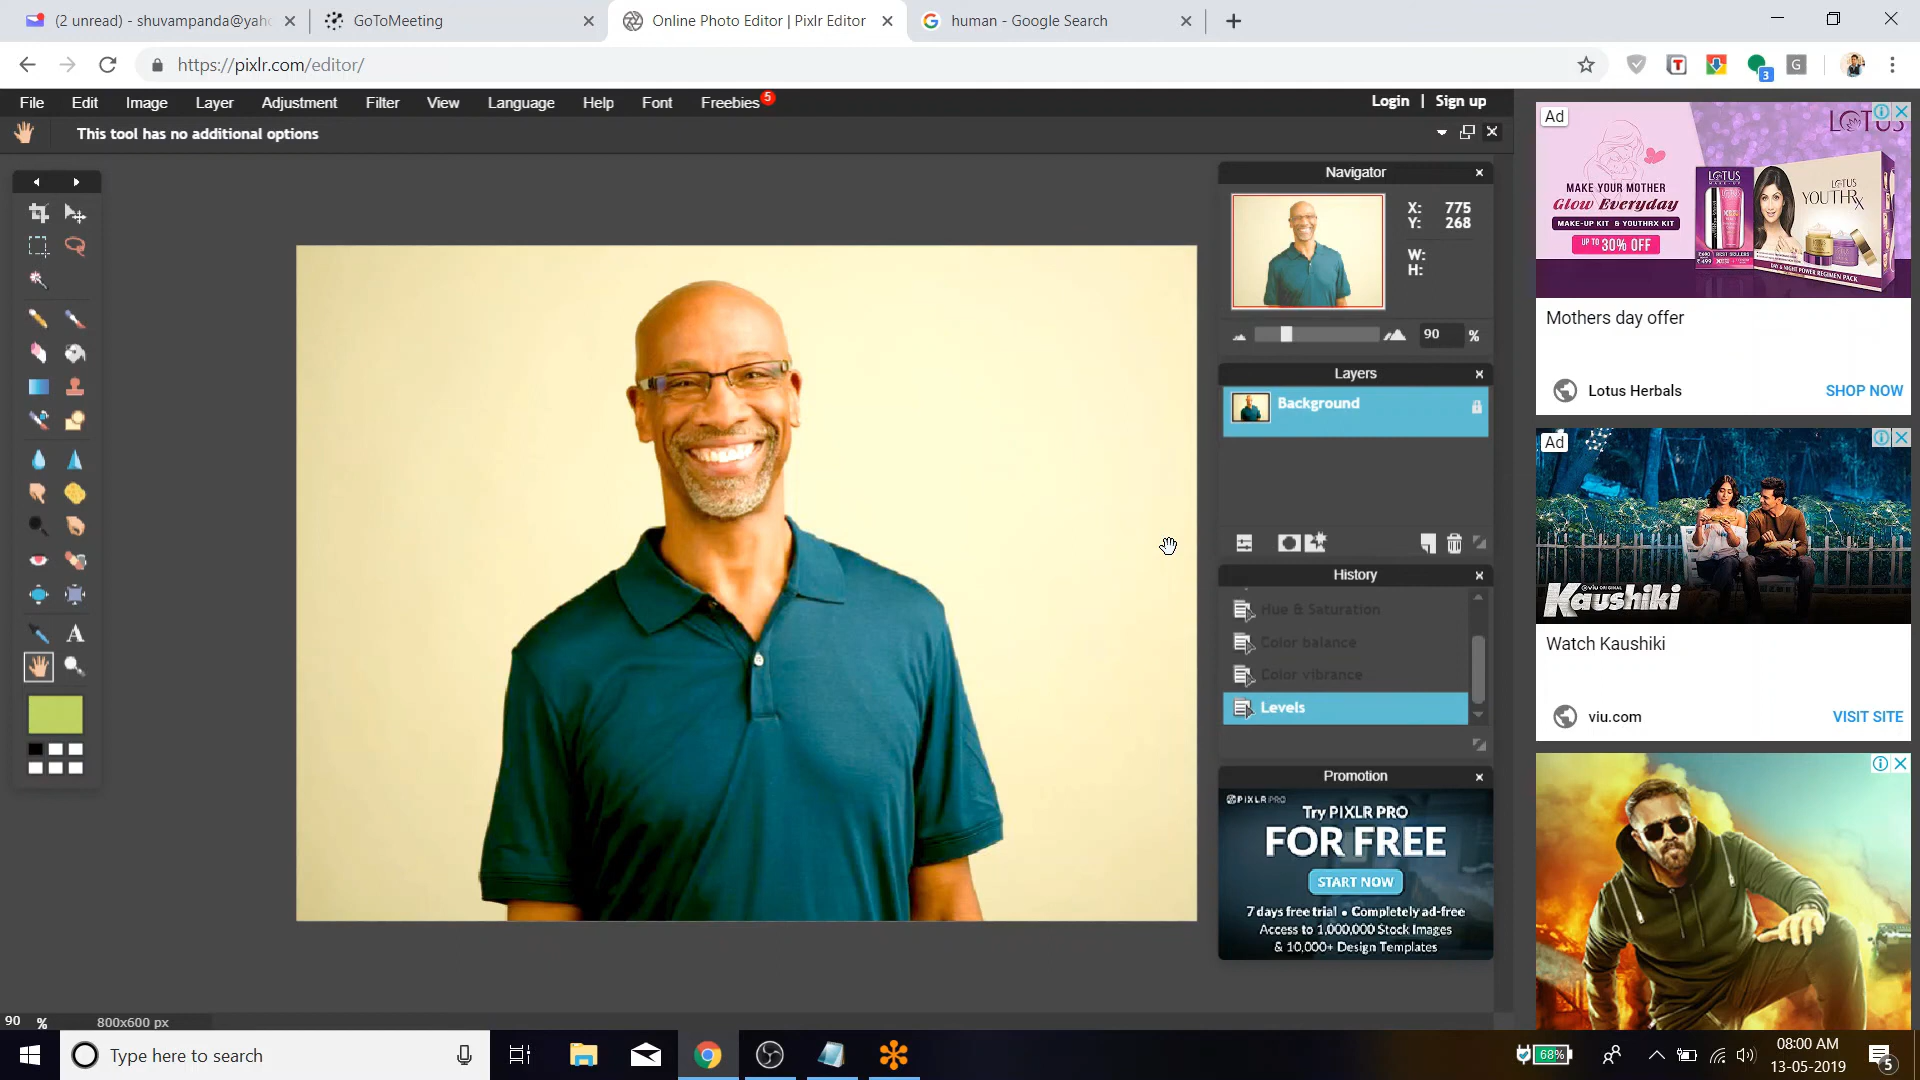 (2 unread) - shuvampanda@yaho
GoToMeeting
Online Photo Editor | Pixlr Editor
human - Google Search
https://pixlr.com/editor/
T
3
G
File Edit Image Layer Adjustment Filter View Language Help Font Freebies 5
Login | Sign up
This tool has no additional options
Navigator
X: 775
Y: 268
W:
H:
90 %
Layers
Background
History
Hue & Saturation
Color balance
Color vibrance
Levels
Promotion
PIXLR PRO
Try PIXLR PRO
FOR FREE
START NOW
7 days free trial • Completely ad-free
Access to 1,000,000 Stock Images
& 10,000+ Design Templates
A
90 %
800x600 px
Ad
LOTUS
MAKE YOUR MOTHER
Glow Everyday
MAKE-UP KIT & YOUTHRX KIT
UP TO 30% OFF
LOTUS
YOUTHRX
Mothers day offer
Lotus Herbals
SHOP NOW
Ad
Kaushiki
Watch Kaushiki
viu.com
VISIT SITE
Type here to search
68%
08:00 AM
13-05-2019
5